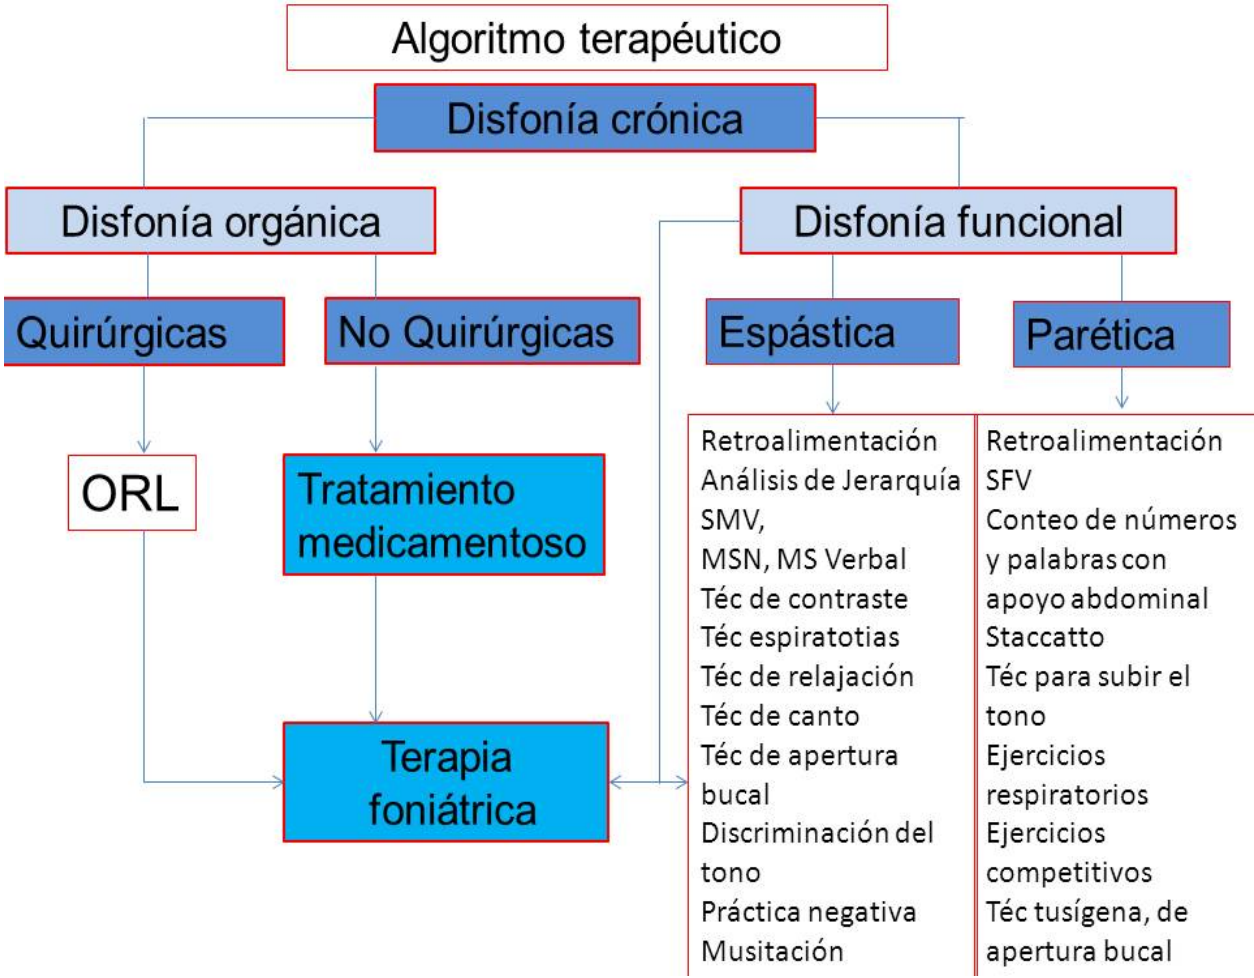 Algoritmo terapéutico
Disfonía crónica
Disfonía orgánica
Disfonía funcional
Quirúrgicas
No Quirúrgicas
Espástica
Parética
ORL
Tratamiento
medicamentoso
Terapia
foniátrica
Retroalimentación
Análisis de Jerarquía
SMV,
MSN, MS Verbal
Téc de contraste
Téc espiratotias
Téc de relajación
Téc de canto
Téc de apertura
bucal
Discriminación del
tono
Práctica negativa
Musitación
Retroalimentación
SFV
Conteo de números
y palabras con
apoyo abdominal
Staccatto
Téc para subir el
tono
Ejercicios
respiratorios
Ejercicios
competitivos
Téc tusígena, de
apertura bucal